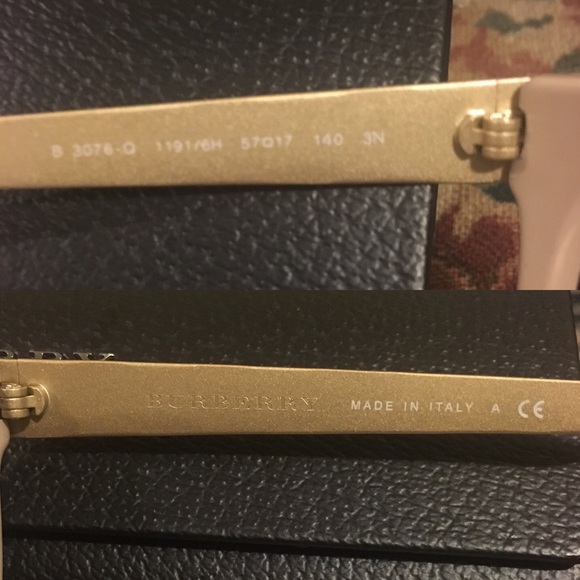 B 3076-Q 1191/6H 57□17 140 3N
BURBERRY MADE IN ITALY A CE